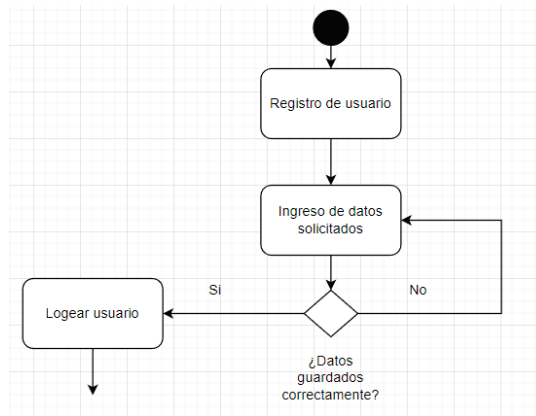 Registro de usuario
Ingreso de datos
solicitados
Si
No
Logear usuario
¿Datos
guardados
correctamente?